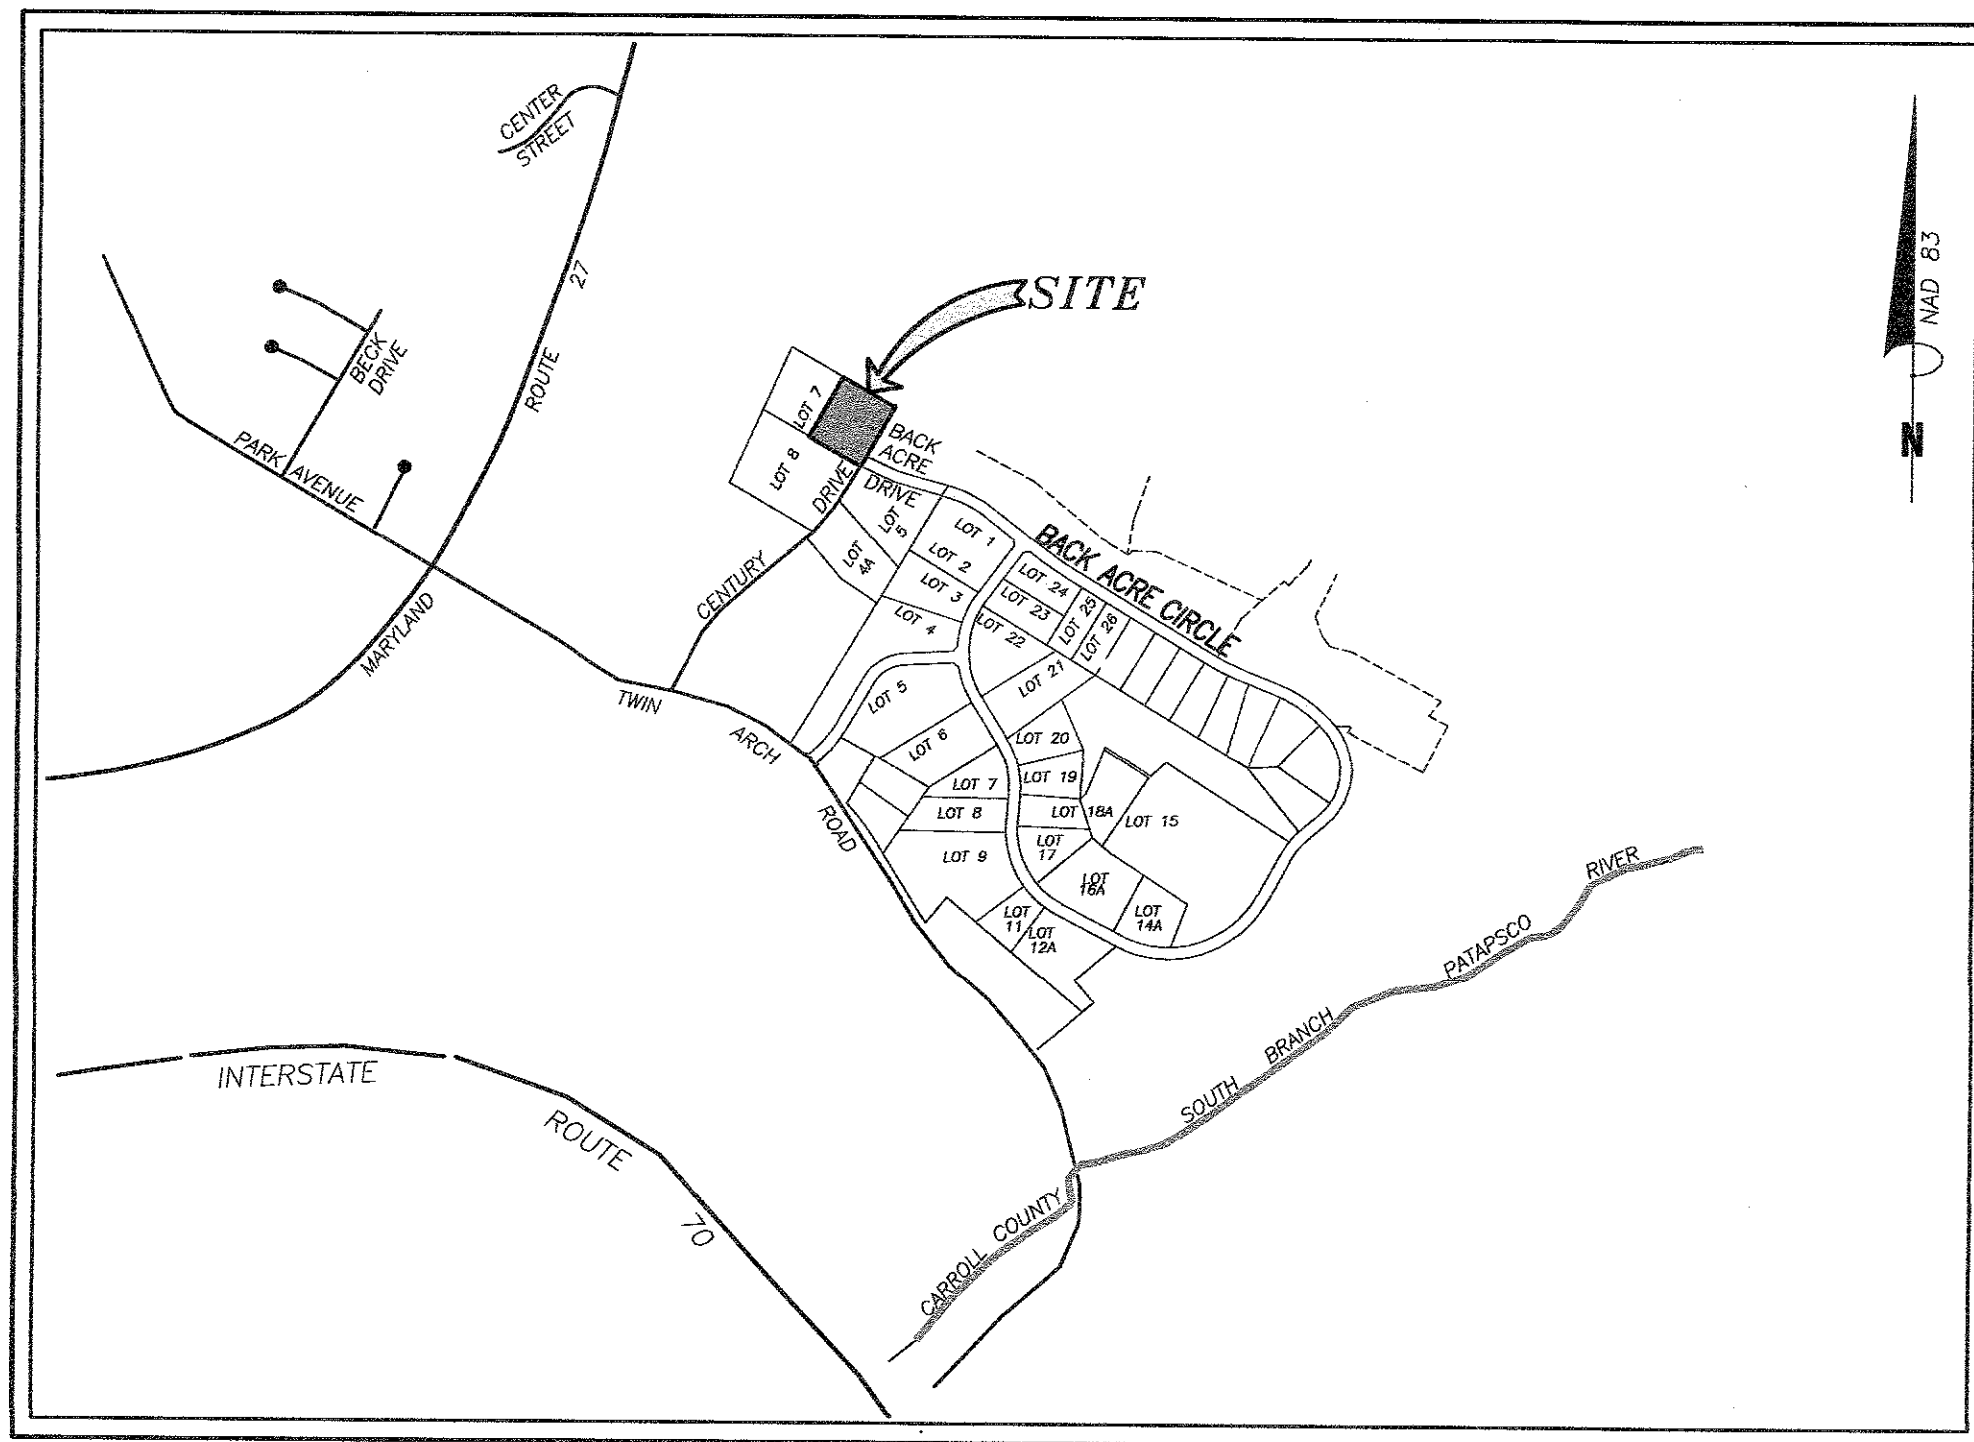 CENTER
STREET
27
ROUTE
MARYLAND
SITE
NAD 83
N
BECK
DRIVE
PARK AVENUE
LOT 7
LOT 8
BACK
ACRE
DRIVE
DRIVE
CENTURY
LOT
5
LOT
4A
LOT 1
LOT 2
LOT 3
LOT 4
BACK ACRE CIRCLE
LOT 24
LOT 23
LOT 22
LOT 25
LOT 26
LOT 21
LOT 5
LOT 6
LOT 20
LOT 7
LOT 19
LOT 8
LOT 18A
LOT 15
LOT 9
LOT
17
LOT
16A
LOT
14A
LOT
11
LOT
12A
TWIN
ARCH
ROAD
RIVER
PATAPSCO
BRANCH
SOUTH
CARROLL COUNTY
INTERSTATE
ROUTE
70